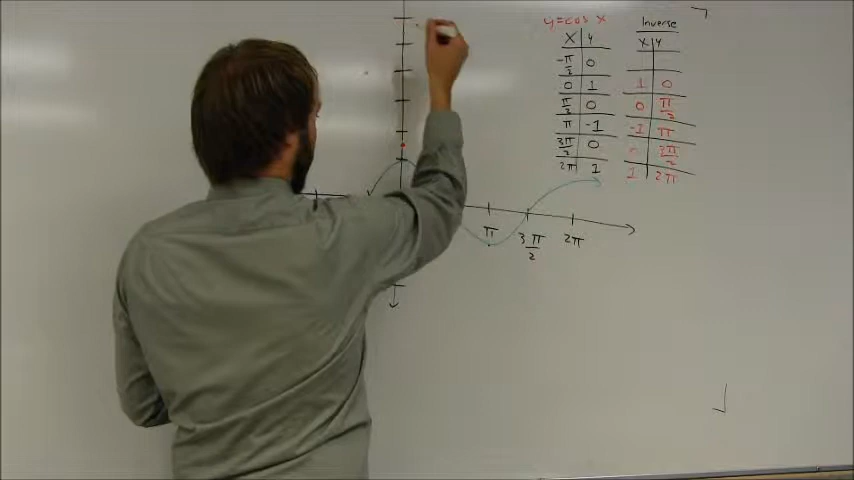 y=cos x
x y
-π/2 0
0 1
π/2 0
π -1
3π/2 0
2π 1
Inverse
x y
1 0
0 π/2
-1 π
3π/2
1 2π
π 3π/2 2π